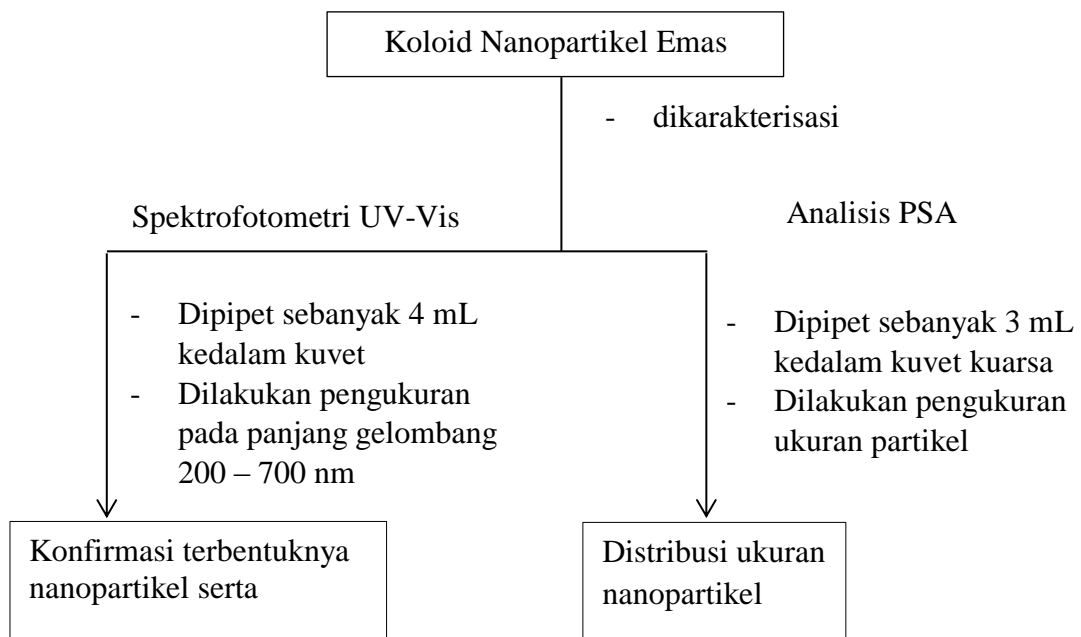 Koloid Nanopartikel Emas
- dikarakterisasi
Spektrofotometri UV-Vis
Analisis PSA
- Dipipet sebanyak 4 mL
kedalam kuvet
- Dilakukan pengukuran
pada panjang gelombang
200 – 700 nm
- Dipipet sebanyak 3 mL
kedalam kuvet kuarsa
- Dilakukan pengukuran
ukuran partikel
Konfirmasi terbentuknya
nanopartikel serta
Distribusi ukuran
nanopartikel